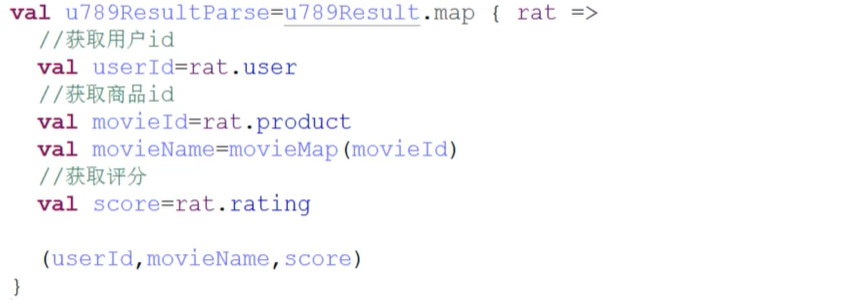 val u789ResultParse=u789Result.map { rat =>
  //获取用户id
  val userId=rat.user
  //获取商品id
  val movieId=rat.product
  val movieName=movieMap(movieId)
  //获取评分
  val score=rat.rating
  (userId,movieName,score)
}